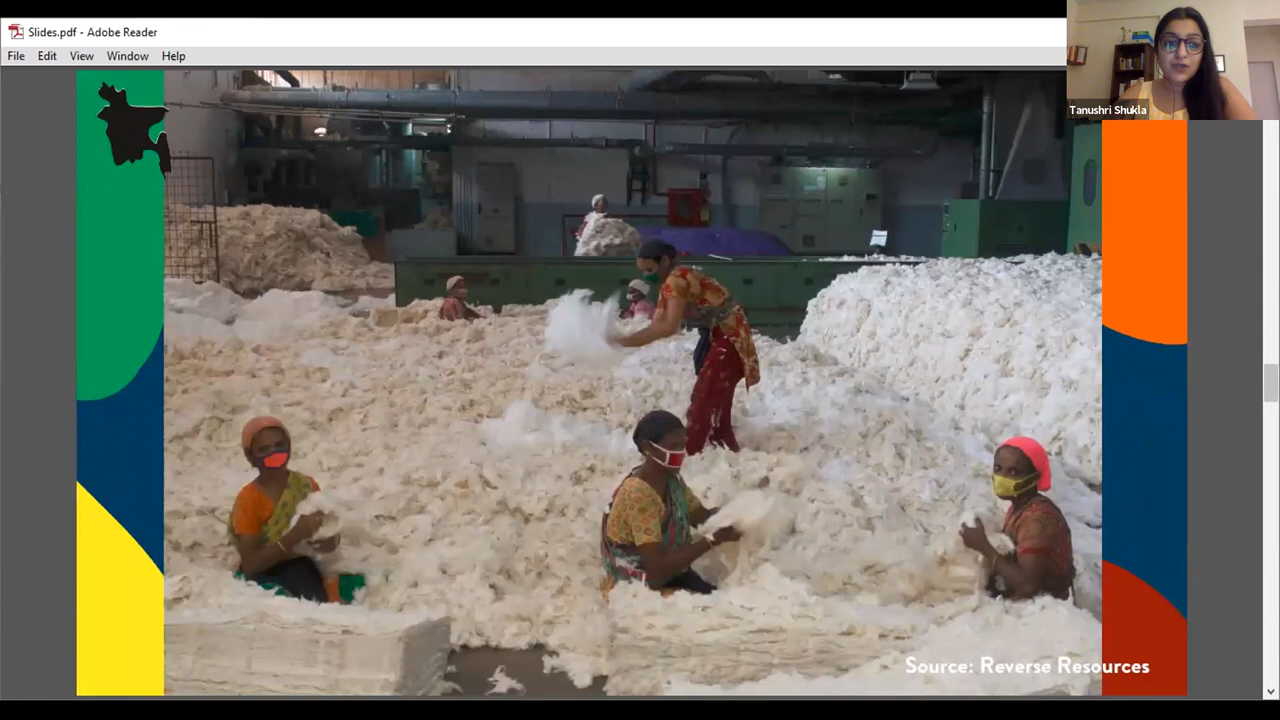 Slides.pdf - Adobe Reader
File Edit View Window Help
Tanushri Shukla
Source: Reverse Resources